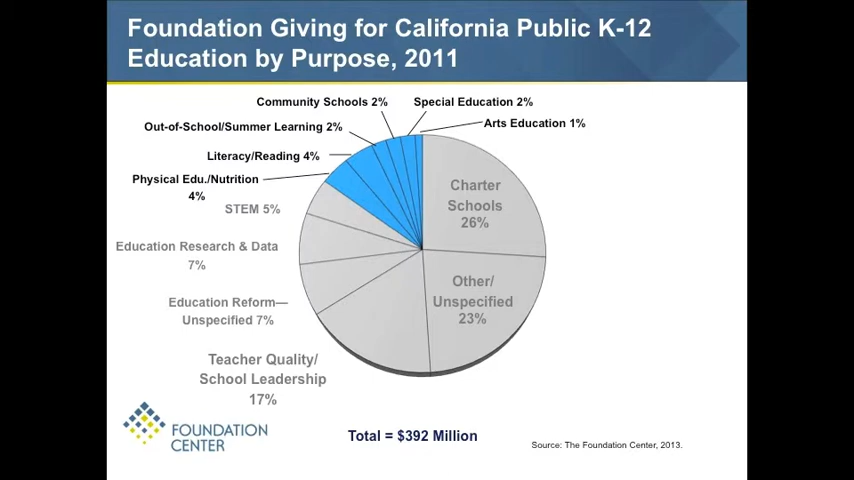 Foundation Giving for California Public K-12
Education by Purpose, 2011
Community Schools 2%
Special Education 2%
Out-of-School/Summer Learning 2%
Arts Education 1%
Literacy/Reading 4%
Physical Edu./Nutrition
4%
STEM 5%
Education Research & Data
7%
Education Reform—
Unspecified 7%
Teacher Quality/
School Leadership
17%
Charter
Schools
26%
Other/
Unspecified
23%
FOUNDATION
CENTER
Total = $392 Million
Source: The Foundation Center, 2013.